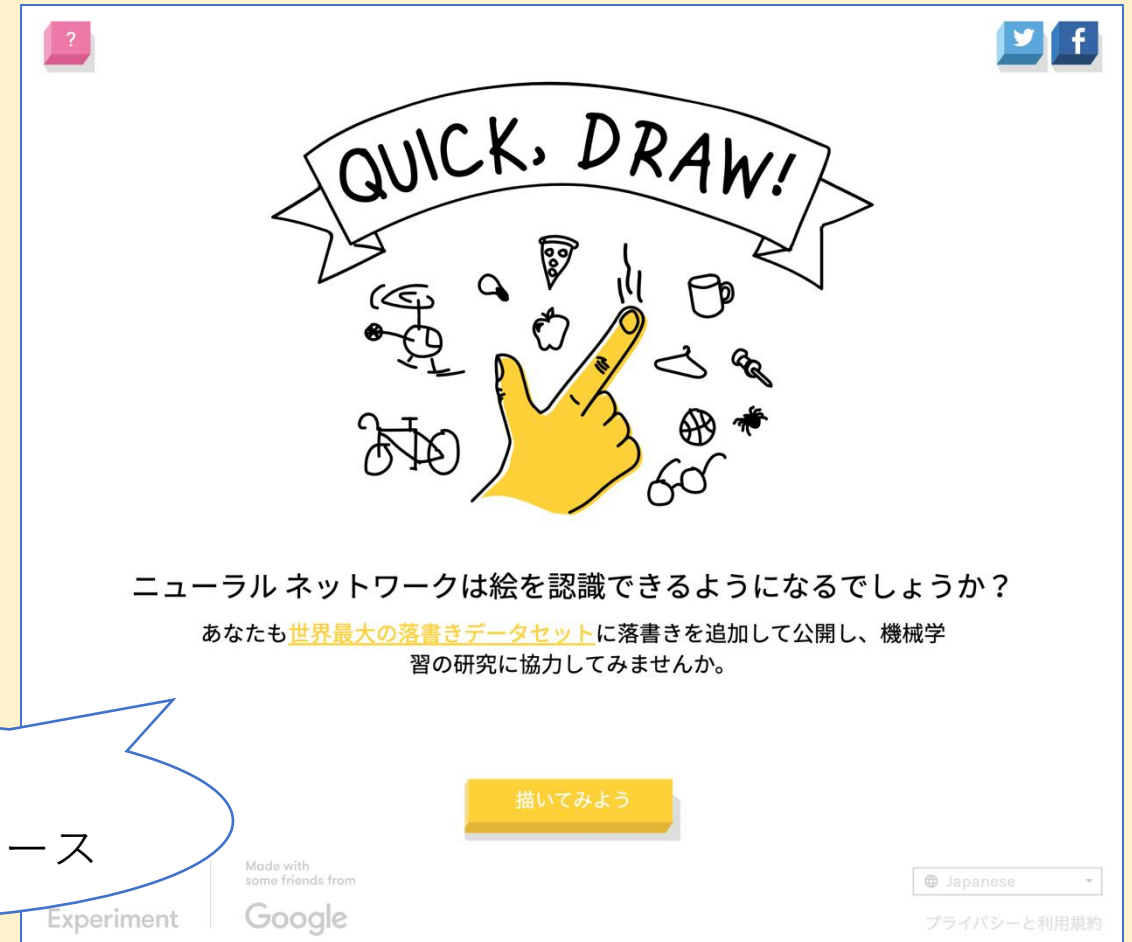 ?
QUICK, DRAW!
ニューラル ネットワークは絵を認識できるようになるでしょうか？
あなたも世界最大の落書きデータセットに落書きを追加して公開し、機械学
習の研究に協力してみませんか。
描いてみよう
ース
Experiment
Made with
some friends from
Google
Japanese
プライバシーと利用規約